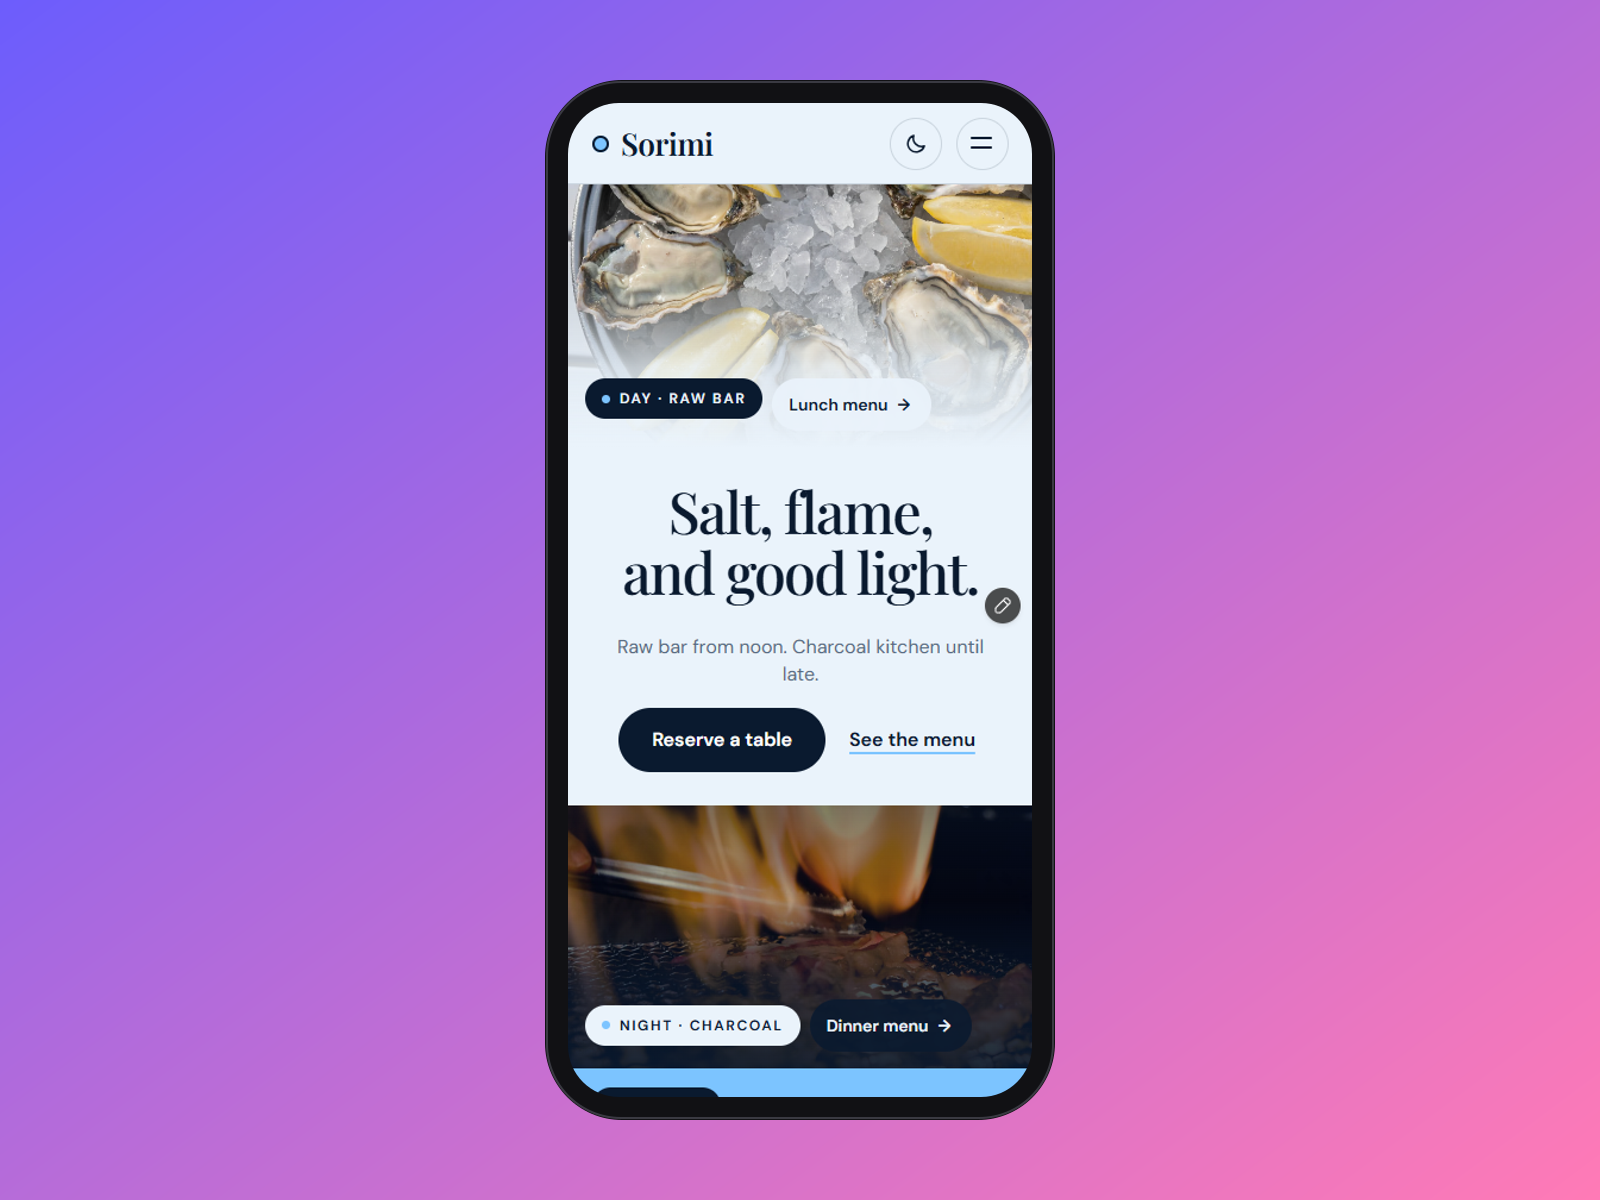 Sorimi
DAY · RAW BAR
Lunch menu →
Salt, flame,
and good light.
Raw bar from noon. Charcoal kitchen until
late.
Reserve a table
See the menu
NIGHT · CHARCOAL
Dinner menu →